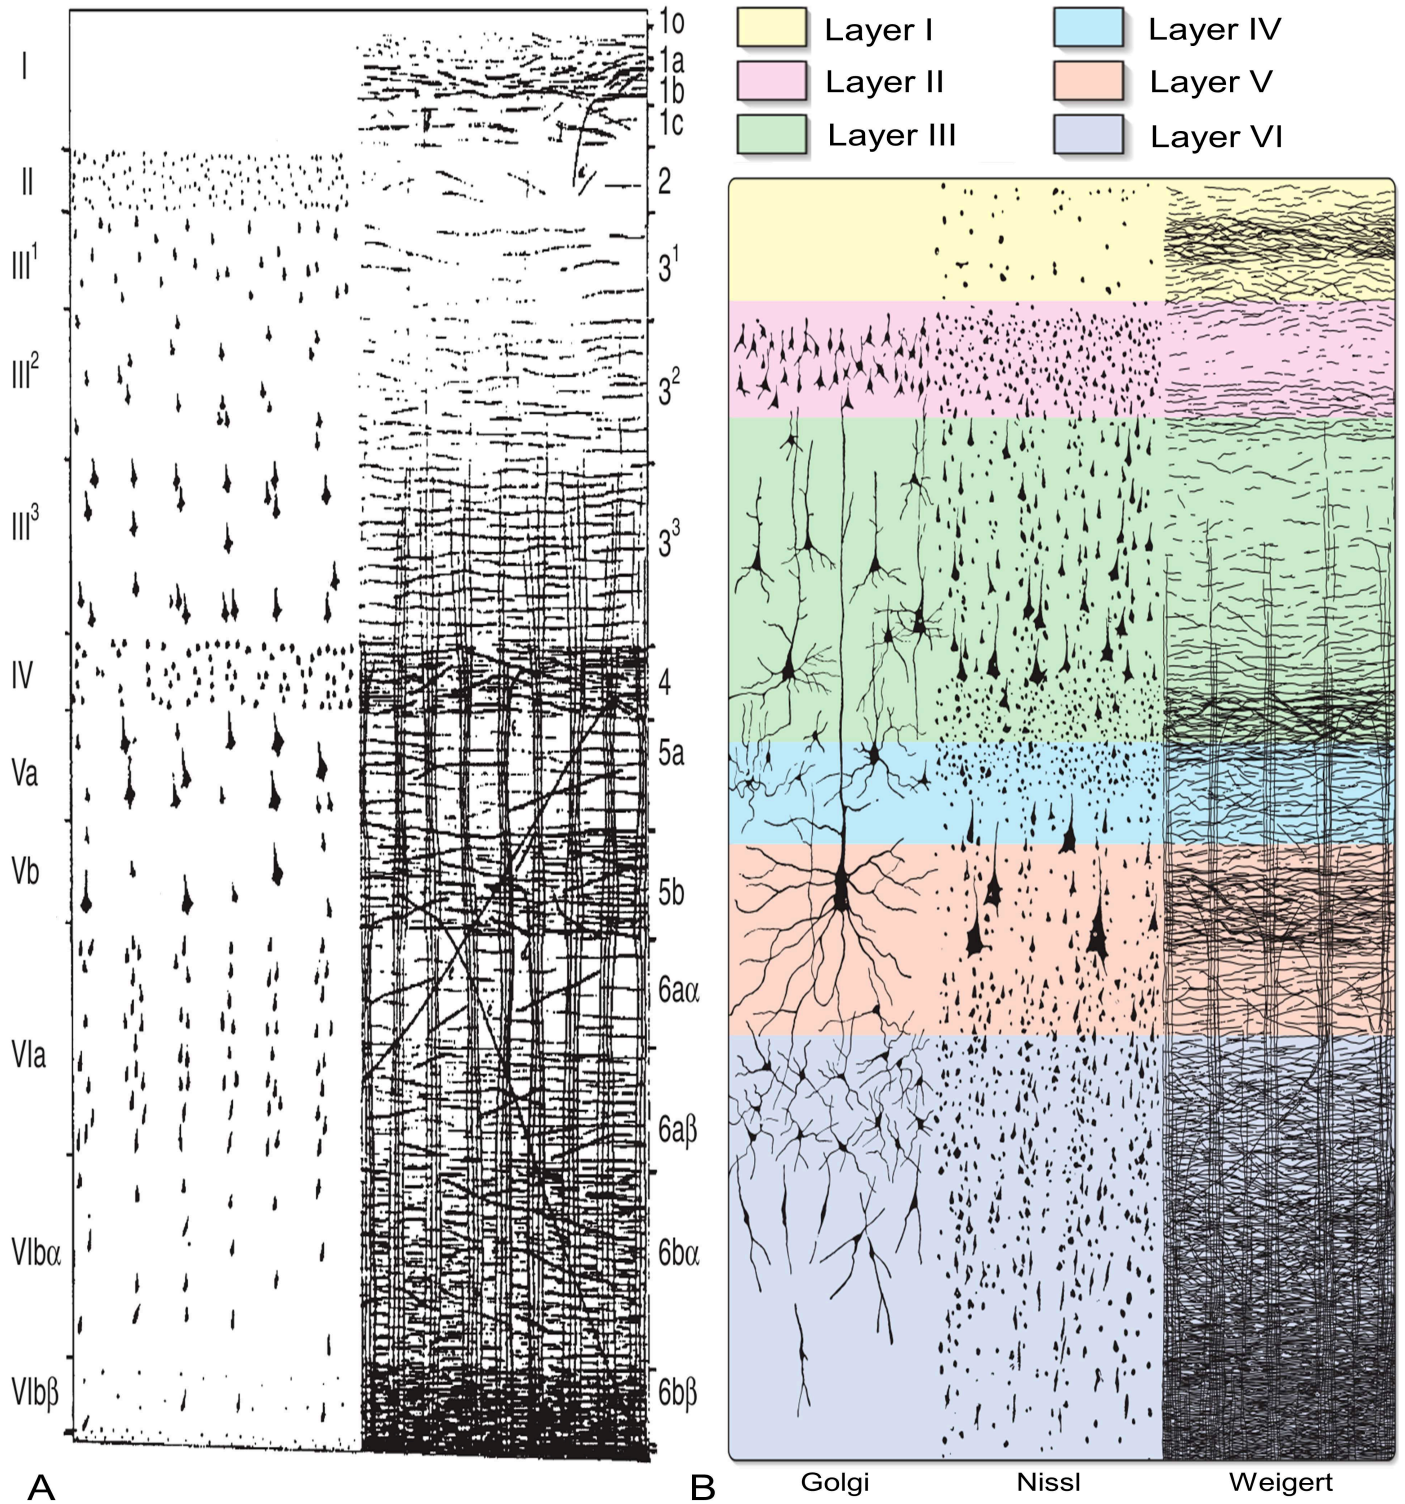 I
II
III1
III2
III3
IV
Va
Vb
VIa
VIbα
VIbβ
1o
1a
1b
1c
2
31
32
33
4
5a
5b
6aα
6aβ
6bα
6bβ
A
Layer I
Layer II
Layer III
Layer IV
Layer V
Layer VI
Golgi
Nissl
Weigert
B